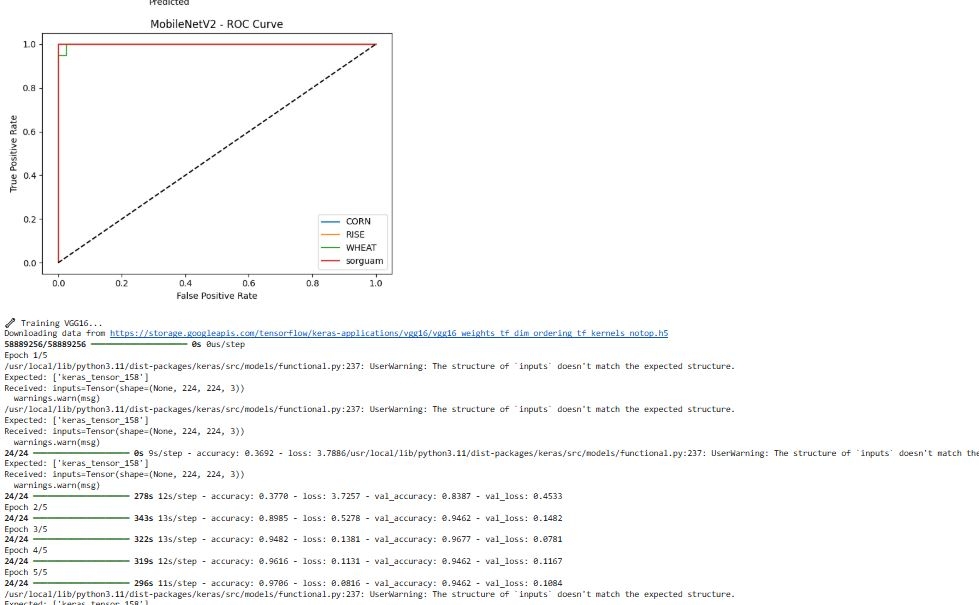 Predicted
MobileNetV2 - ROC Curve
1.0
0.8
0.6
0.4
0.2
0.0
True Positive Rate
0.0 0.2 0.4 0.6 0.8 1.0
False Positive Rate
CORN
RISE
WHEAT
sorguam
Training VGG16...
Downloading data from https://storage.googleapis.com/tensorflow/keras-applications/vgg16/vgg16_weights_tf_dim_ordering_tf_kernels_notop.h5
58889256/58889256 0s 0us/step
Epoch 1/5
/usr/local/lib/python3.11/dist-packages/keras/src/models/functional.py:237: UserWarning: The structure of `inputs` doesn't match the expected structure.
Expected: ['keras_tensor_158']
Received: inputs=Tensor(shape=(None, 224, 224, 3))
warnings.warn(msg)
/usr/local/lib/python3.11/dist-packages/keras/src/models/functional.py:237: UserWarning: The structure of `inputs` doesn't match the expected structure.
Expected: ['keras_tensor_158']
Received: inputs=Tensor(shape=(None, 224, 224, 3))
warnings.warn(msg)
24/24 0s 9s/step - accuracy: 0.3692 - loss: 3.7886/usr/local/lib/python3.11/dist-packages/keras/src/models/functional.py:237: UserWarning: The structure of `inputs` doesn't match the
Expected: ['keras_tensor_158']
Received: inputs=Tensor(shape=(None, 224, 224, 3))
warnings.warn(msg)
24/24 278s 12s/step - accuracy: 0.3770 - loss: 3.7257 - val_accuracy: 0.8387 - val_loss: 0.4533
Epoch 2/5
24/24 343s 13s/step - accuracy: 0.8985 - loss: 0.5278 - val_accuracy: 0.9462 - val_loss: 0.1482
Epoch 3/5
24/24 322s 13s/step - accuracy: 0.9482 - loss: 0.1381 - val_accuracy: 0.9677 - val_loss: 0.0781
Epoch 4/5
24/24 319s 12s/step - accuracy: 0.9616 - loss: 0.1131 - val_accuracy: 0.9462 - val_loss: 0.1167
Epoch 5/5
24/24 296s 11s/step - accuracy: 0.9706 - loss: 0.0816 - val_accuracy: 0.9462 - val_loss: 0.1084
/usr/local/lib/python3.11/dist-packages/keras/src/models/functional.py:237: UserWarning: The structure of `inputs` doesn't match the expected structure.
Expected: ['keras_tensor_158']